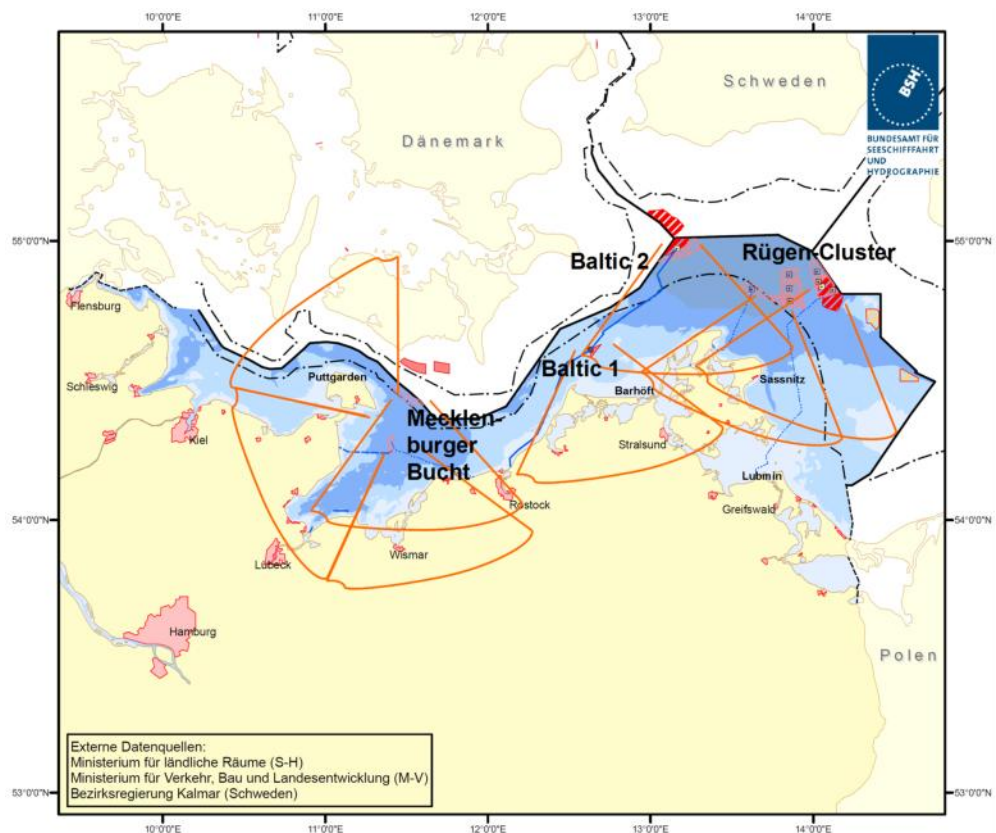 10°0'0"E 11°0'0"E 12°0'0"E 13°0'0"E 14°0'0"E
Schweden
BSH
BUNDESAMT FÜR
SEESCHIFFFAHRT
UND
HYDROGRAPHIE
Dänemark
55°0'0"N
55°0'0"N
Baltic 2
Rügen-Cluster
Flensburg
Baltic 1
Puttgarden
Schleswig
Barhöft
Sassnitz
Mecklen-
burger
Bucht
Kiel
Stralsund
Lubmin
Rostock
Greifswald
54°0'0"N
54°0'0"N
Wismar
Lübeck
Hamburg
Polen
Externe Datenquellen:
Ministerium für ländliche Räume (S-H)
Ministerium für Verkehr, Bau und Landesentwicklung (M-V)
Bezirksregierung Kalmar (Schweden)
53°0'0"N
53°0'0"N
10°0'0"E 11°0'0"E 12°0'0"E 13°0'0"E 14°0'0"E